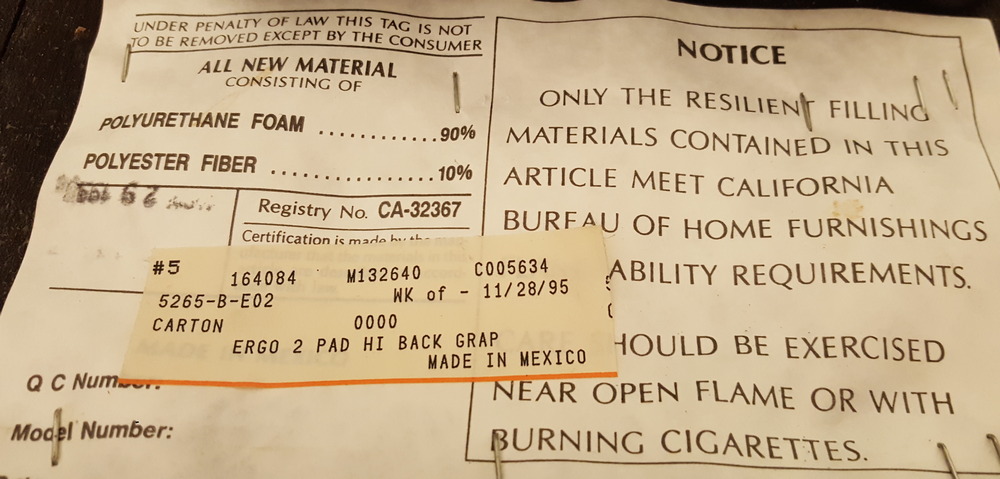 UNDER PENALTY OF LAW THIS TAG IS NOT
TO BE REMOVED EXCEPT BY THE CONSUMER
ALL NEW MATERIAL
CONSISTING OF
POLYURETHANE FOAM ..................90%
POLYESTER FIBER .........................10%
Registry No. CA-32367
Certification is made by the
#5
164084 M132640 C005634
5265-B-E02 WK of - 11/28/95
CARTON 0000
ERGO 2 PAD HI BACK GRAP
MADE IN MEXICO
Q C Number:
Model Number:
NOTICE
ONLY THE RESILIENT FILLING
MATERIALS CONTAINED IN THIS
ARTICLE MEET CALIFORNIA
BUREAU OF HOME FURNISHINGS
ABILITY REQUIREMENTS.
CARE SHOULD BE EXERCISED
NEAR OPEN FLAME OR WITH
BURNING CIGARETTES.